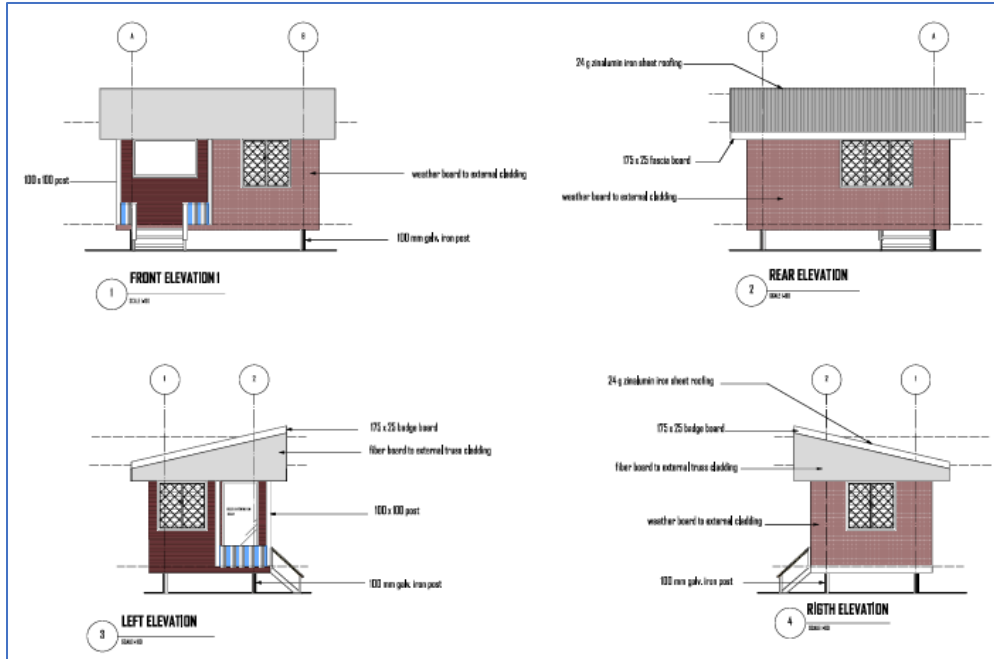 A
B
100 x 100 post
weather board to external cladding
100 mm galv. iron post
1
FRONT ELEVATION 1
B
A
24 g zinalumin iron sheet roofing
175 x 25 fascia board
weather board to external cladding
2
REAR ELEVATION
1
2
175 x 25 badge board
fiber board to external truss cladding
100 x 100 post
100 mm galv. iron post
3
LEFT ELEVATION
2
1
24 g zinalumin iron sheet roofing
175 x 25 badge board
fiber board to external truss cladding
weather board to external cladding
100 mm galv. iron post
4
RIGTH ELEVATION